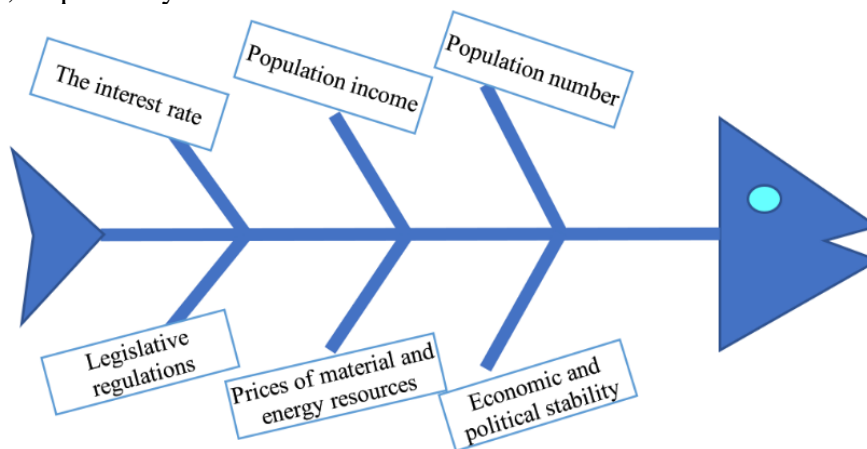 The interest rate
Population income
Population number
Legislative
regulations
Prices of material and
energy resources
Economic and
political stability